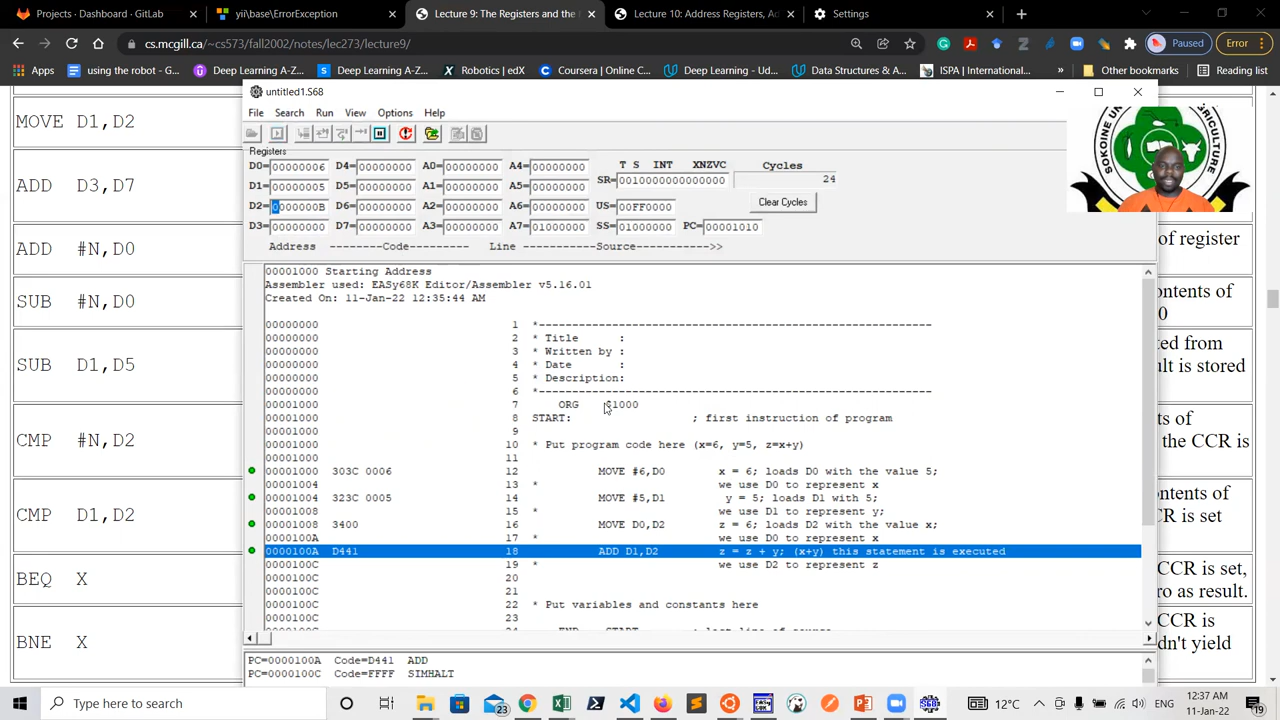 Dashboard · Projects · Dashboard · GitLab
yii\base\ErrorException
Lecture 9: The Registers and the
Lecture 10: Address Registers, Ad
Settings
cs.mcgill.ca/~cs573/fall2002/notes/lec273/lecture9/
Paused
Error
Apps
using the robot - G...
Deep Learning A-Z...
Deep Learning A-Z...
Robotics | edX
Coursera | Online C...
Deep Learning - Ud...
Data Structures & A...
ISPA | International...
Other bookmarks
Reading list
MOVE D1,D2
ADD D3,D7
ADD #N,D0
SUB #N,D0
SUB D1,D5
CMP #N,D2
CMP D1,D2
BEQ X
BNE X
untitled1.S68
File Search Run View Options Help
Registers
D0=00000006 D4=00000000 A0=00000000 A4=00000000 T S INT XNZVC Cycles
D1=00000005 D5=00000000 A1=00000000 A5=00000000 SR=0010000000000000 24
D2=0000000B D6=00000000 A2=00000000 A6=00000000 US=00FF0000 Clear Cycles
D3=00000000 D7=00000000 A3=00000000 A7=01000000 SS=01000000 PC=00001010
Address --------Code--------- Line -----------Source------------>>
00001000 Starting Address
Assembler used: EASy68K Editor/Assembler v5.16.01
Created On: 11-Jan-22 12:35:44 AM
00000000 1 *-----------------------------------------------------------
00000000 2 * Title :
00000000 3 * Written by :
00000000 4 * Date :
00000000 5 * Description:
00000000 6 *-----------------------------------------------------------
00001000 7 ORG $1000
00001000 8 START: ; first instruction of program
00001000 9
00001000 10 * Put program code here (x=6, y=5, z=x+y)
00001000 11
00001000 303C 0006 12 MOVE #6,D0 x = 6; loads D0 with the value 5;
00001004 13 * we use D0 to represent x
00001004 323C 0005 14 MOVE #5,D1 y = 5; loads D1 with 5;
00001008 15 * we use D1 to represent y;
00001008 3400 16 MOVE D0,D2 z = 6; loads D2 with the value x;
0000100A 17 * we use D0 to represent x
0000100A D441 18 ADD D1,D2 z = z + y; (x+y) this statement is executed
0000100C 19 * we use D2 to represent z
0000100C 20
0000100C 21
0000100C 22 * Put variables and constants here
0000100C 23
PC=0000100A Code=D441 ADD
PC=0000100C Code=FFFF SIMHALT
SOKOINE UNIVERSITY
of register
ontents of
0
ted from
ult is stored
ts of
the CCR is
ntents of
CR is set
CCR is set,
ero as result.
CCR is
dn't yield
Type here to search
23
12°C
12:37 AM
11-Jan-22
19